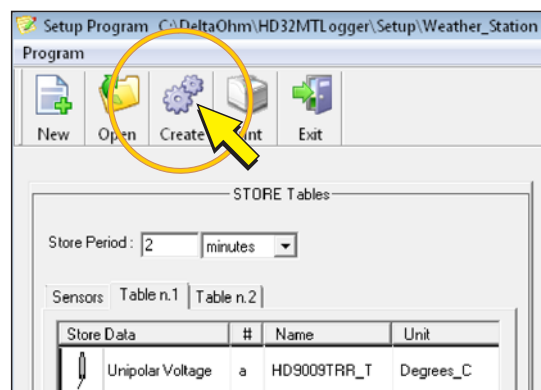 Setup Program C:\DeltaOhm\HD32MTLogger\Setup\Weather_Station
Program
New Open Create Print Exit
STORE Tables
Store Period : 2 minutes
Sensors Table n.1 Table n.2
Store Data # Name Unit
Unipolar Voltage a HD9009TRR_T Degrees_C